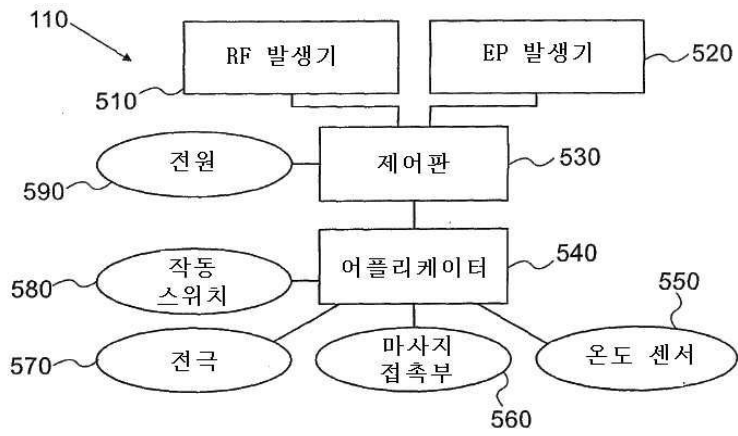 110
RF 발생기
EP 발생기
510
520
전원
제어판
590
530
작동
스위치
어플리케이터
580
540
550
전극
마사지
접촉부
온도 센서
570
560